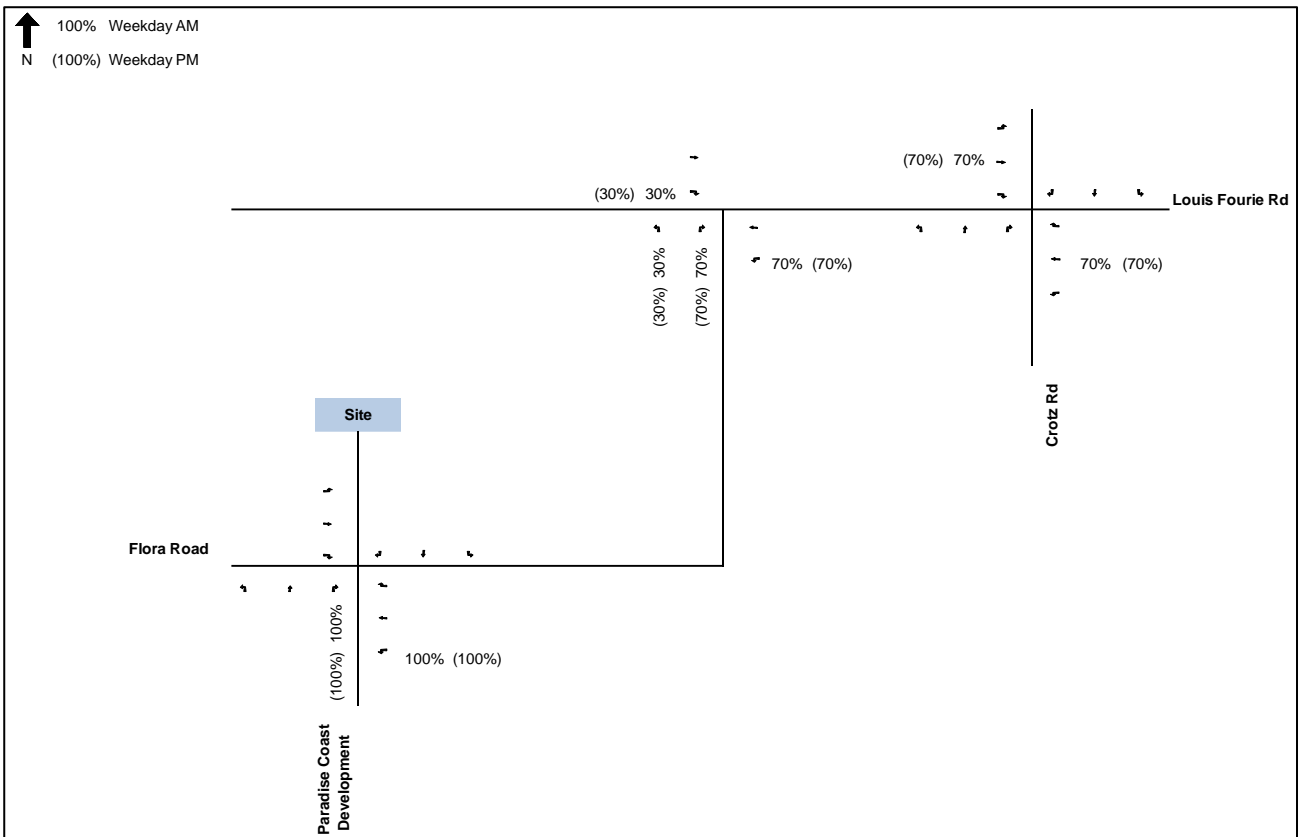 100% Weekday AM
N (100%) Weekday PM
(70%) 70%
(30%) 30%
Louis Fourie Rd
(30%) 30%
(70%) 70%
70% (70%)
70% (70%)
Crotz Rd
Site
Flora Road
(100%) 100%
100% (100%)
Paradise Coast
Development